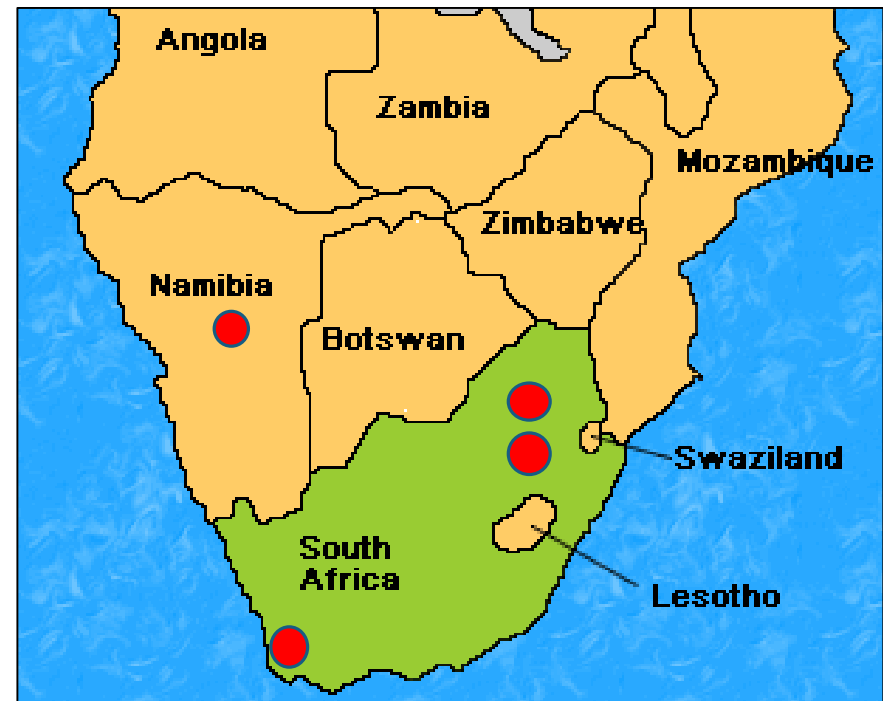 Angola
Zambia
Mozambique
Zimbabwe
Namibia
Botswan
Swaziland
South
Africa
Lesotho